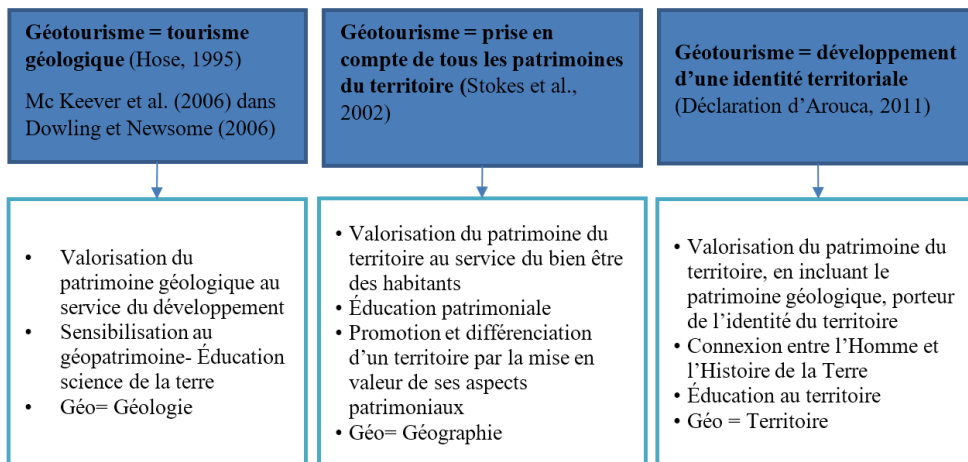 Géotourisme = tourisme
géologique (Hose, 1995)
Mc Keever et al. (2006) dans
Dowling et Newsome (2006)
Géotourisme = prise en
compte de tous les patrimoines
du territoire (Stokes et al.,
2002)
Géotourisme = développement
d’une identité territoriale
(Déclaration d’Arouca, 2011)
• Valorisation du
patrimoine géologique au
service du développement
• Sensibilisation au
géopatrimoine- Éducation
science de la terre
• Géo= Géologie
• Valorisation du patrimoine du
territoire au service du bien être
des habitants
• Éducation patrimoniale
• Promotion et différenciation
d’un territoire par la mise en
valeur de ses aspects
patrimoniaux
• Géo= Géographie
• Valorisation du patrimoine du
territoire, en incluant le
patrimoine géologique, porteur
de l’identité du territoire
• Connexion entre l’Homme et
l’Histoire de la Terre
• Éducation au territoire
• Géo = Territoire